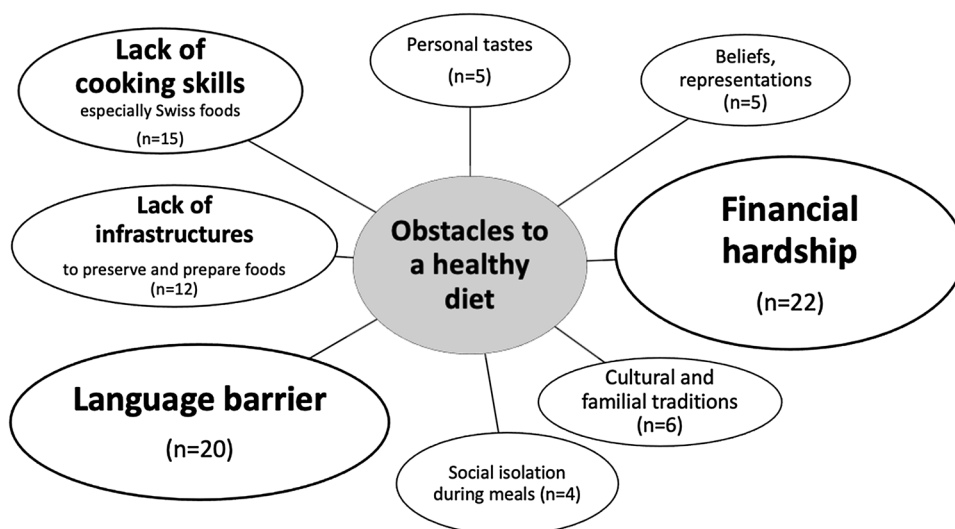 Lack of
cooking skills
especially Swiss foods
(n=15)
Personal tastes
(n=5)
Beliefs,
representations
(n=5)
Lack of
infrastructures
to preserve and prepare foods
(n=12)
Obstacles to
a healthy
diet
Financial
hardship
(n=22)
Language barrier
(n=20)
Cultural and
familial traditions
(n=6)
Social isolation
during meals (n=4)